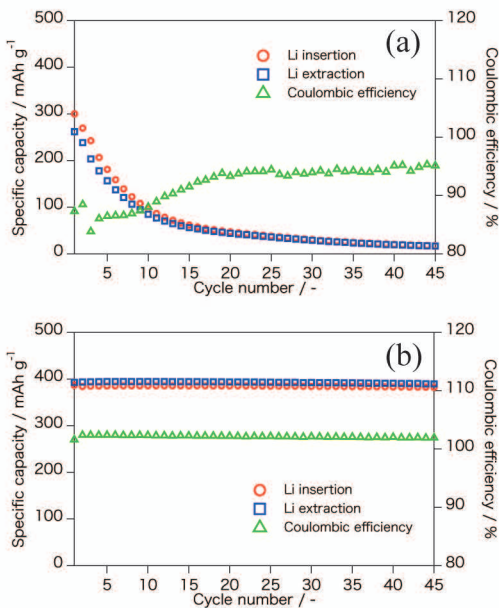 500
400
300
200
100
0
Specific capacity / mAh g-1
(a)
Li insertion
Li extraction
Coulombic efficiency
120
110
100
90
80
Coulombic efficiency / %
5 10 15 20 25 30 35 40 45
Cycle number / -
500
400
300
200
100
0
Specific capacity / mAh g-1
(b)
Li insertion
Li extraction
Coulombic efficiency
120
110
100
90
80
Coulombic efficiency / %
5 10 15 20 25 30 35 40 45
Cycle number / -